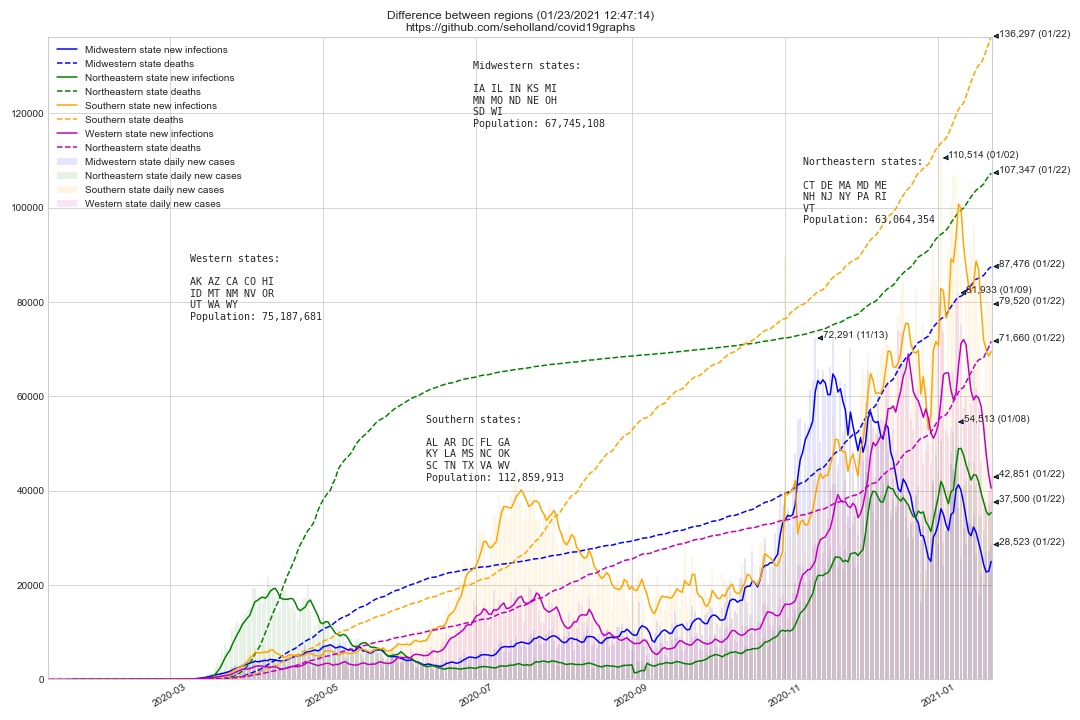 Difference between regions (01/23/2021 12:47:14)
https://github.com/seholland/covid19graphs
Midwestern state new infections
Midwestern state deaths
Northeastern state new infections
Northeastern state deaths
Southern state new infections
Southern state deaths
Western state new infections
Northeastern state deaths
Midwestern state daily new cases
Northeastern state daily new cases
Southern state daily new cases
Western state daily new cases
Midwestern states:
IA IL IN KS MI
MN MO ND NE OH
SD WI
Population: 67,745,108
Northeastern states:
CT DE MA MD ME
NH NJ NY PA RI
VT
Population: 63,064,354
Western states:
AK AZ CA CO HI
ID MT NM NV OR
UT WA WY
Population: 75,187,681
Southern states:
AL AR DC FL GA
KY LA MS NC OK
SC TN TX VA WV
Population: 112,859,913
136,297 (01/22)
110,514 (01/02)
107,347 (01/22)
87,476 (01/22)
81,933 (01/09)
79,520 (01/22)
72,291 (11/13)
71,660 (01/22)
54,513 (01/08)
42,851 (01/22)
37,500 (01/22)
28,523 (01/22)
120000
100000
80000
60000
40000
20000
0
2020-03
2020-05
2020-07
2020-09
2020-11
2021-01